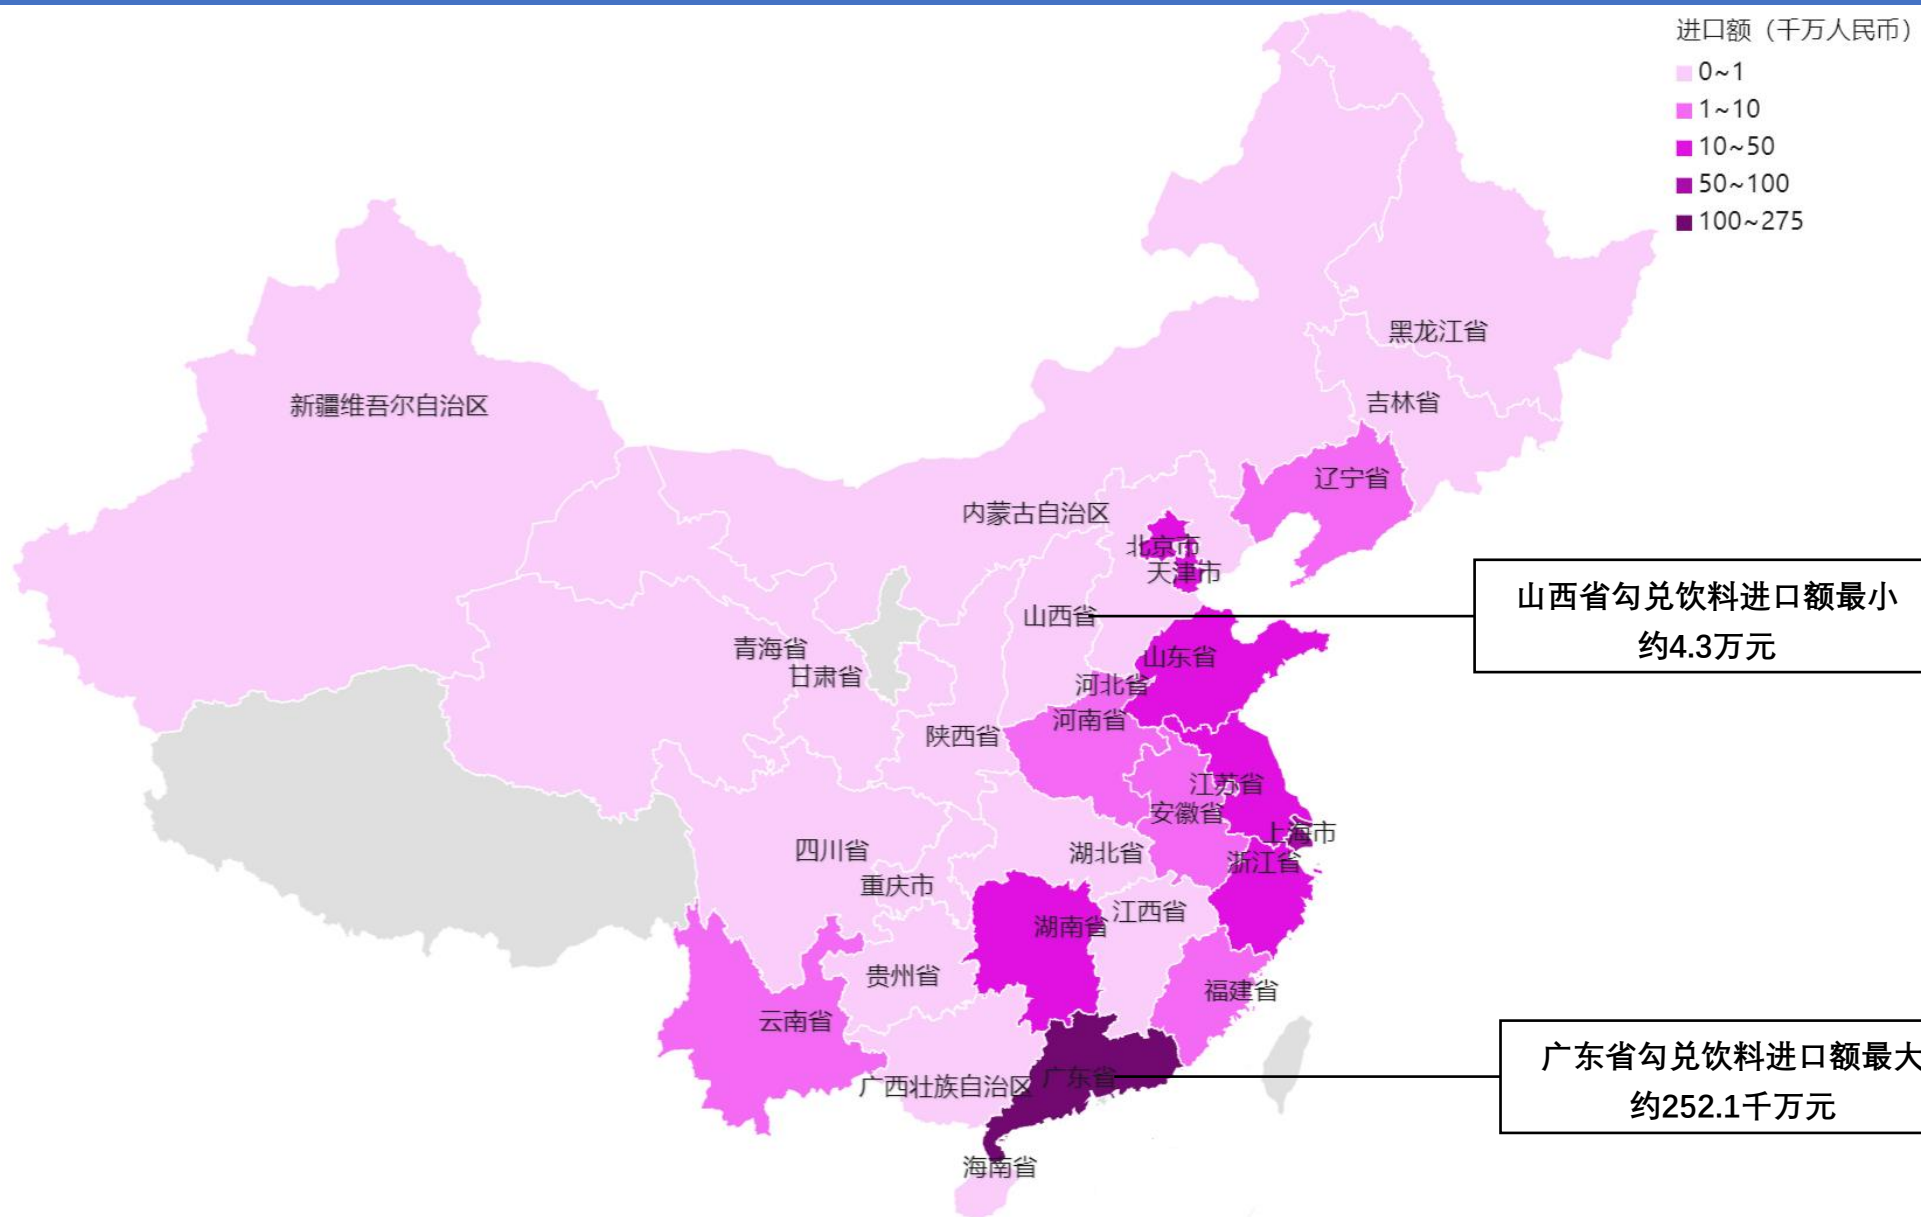 进口额（千万人民币）
0~1
1~10
10~50
50~100
100~275
黑龙江省
新疆维吾尔自治区
吉林省
辽宁省
内蒙古自治区
北京市
天津市
山西省勾兑饮料进口额最小
约4.3万元
山西省
青海省
甘肃省
山东省
河北省
河南省
陕西省
江苏省
安徽省
上海市
四川省
湖北省
浙江省
重庆市
江西省
湖南省
贵州省
福建省
云南省
广东省勾兑饮料进口额最大
约252.1千万元
广西壮族自治区
广东省
海南省